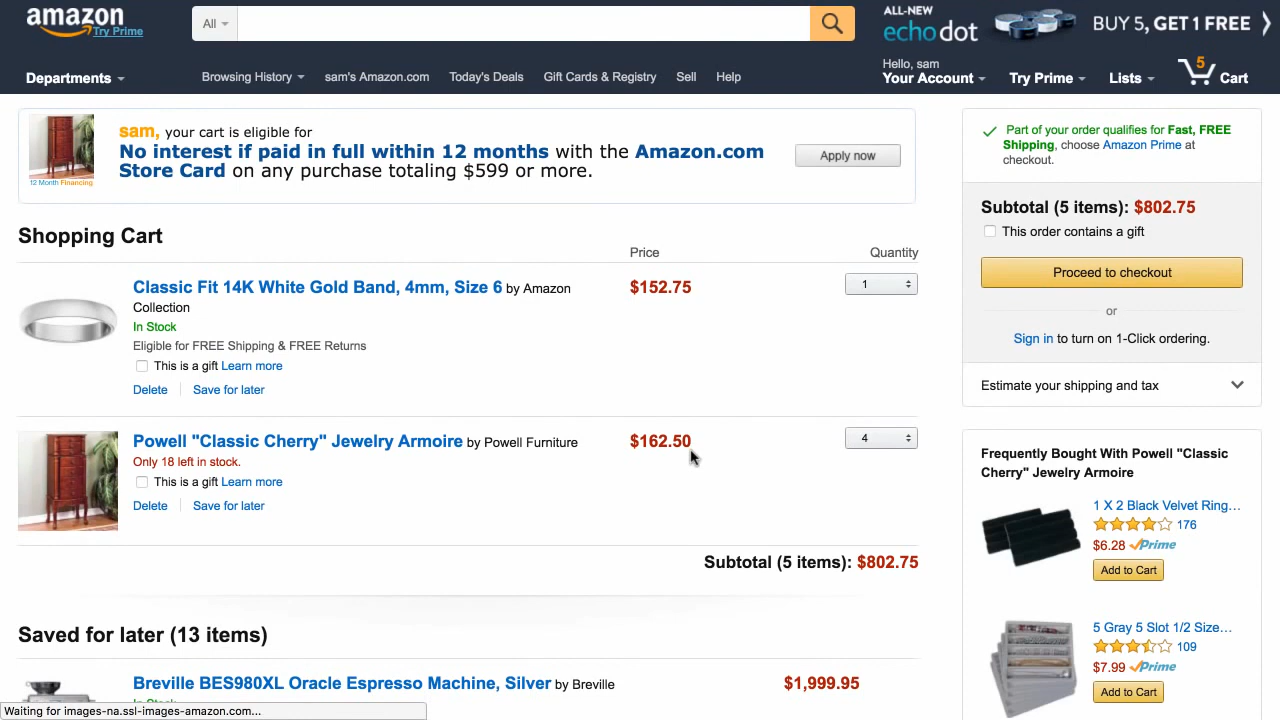 amazon
Try Prime
All
ALL-NEW
echo dot
BUY 5, GET 1 FREE
Departments
Browsing History
sam's Amazon.com
Today's Deals
Gift Cards & Registry
Sell
Help
Hello, sam
Your Account
Try Prime
Lists
5
Cart
12 Month Financing
sam, your cart is eligible for
No interest if paid in full within 12 months with the Amazon.com
Store Card on any purchase totaling $599 or more.
Apply now
Shopping Cart
Price
Quantity
Classic Fit 14K White Gold Band, 4mm, Size 6 by Amazon
Collection
$152.75
1
In Stock
Eligible for FREE Shipping & FREE Returns
This is a gift Learn more
Delete
Save for later
Powell "Classic Cherry" Jewelry Armoire by Powell Furniture
$162.50
4
Only 18 left in stock.
This is a gift Learn more
Delete
Save for later
Subtotal (5 items): $802.75
Saved for later (13 items)
Breville BES980XL Oracle Espresso Machine, Silver by Breville
$1,999.95
Waiting for images-na.ssl-images-amazon.com...
Part of your order qualifies for Fast, FREE
Shipping, choose Amazon Prime at
checkout.
Subtotal (5 items): $802.75
This order contains a gift
Proceed to checkout
or
Sign in to turn on 1-Click ordering.
Estimate your shipping and tax
Frequently Bought With Powell "Classic
Cherry" Jewelry Armoire
1 X 2 Black Velvet Ring…
176
$6.28 Prime
Add to Cart
5 Gray 5 Slot 1/2 Size…
109
$7.99 Prime
Add to Cart